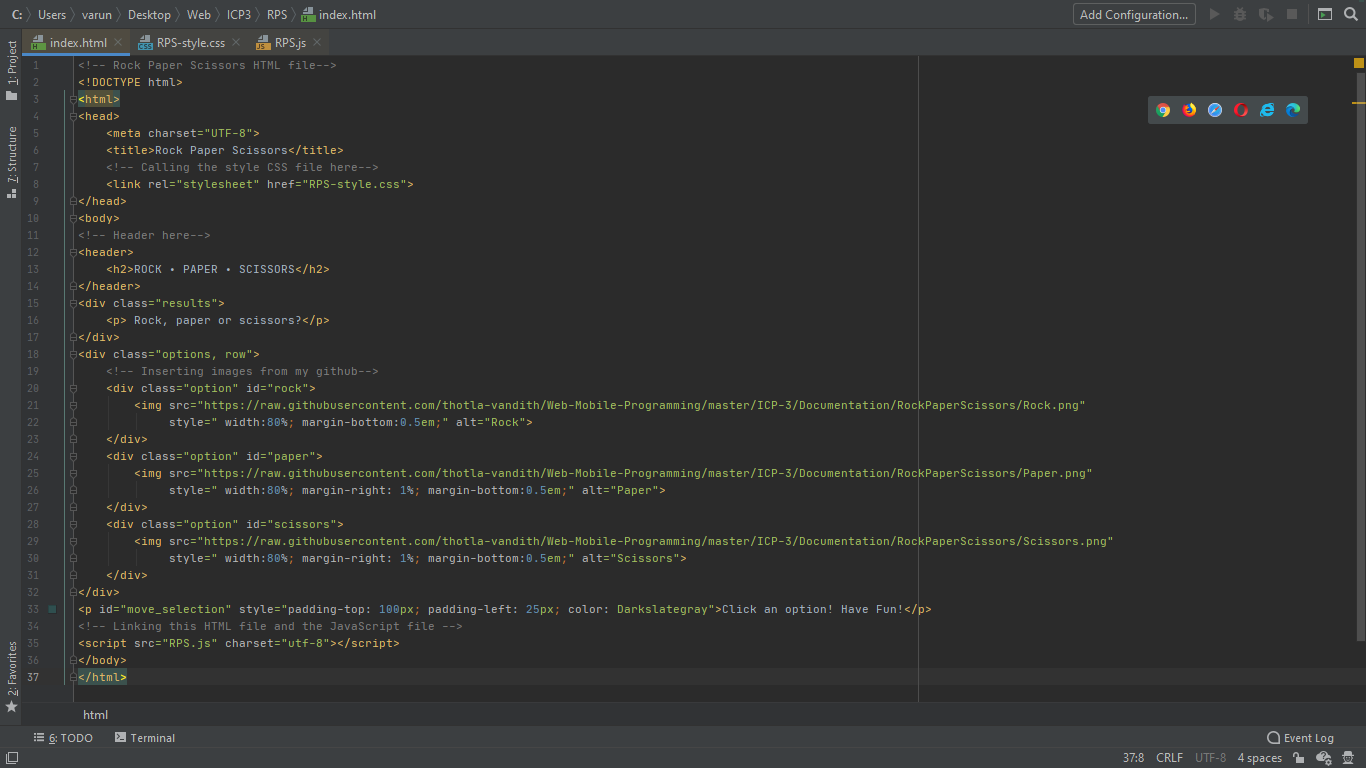 C: Users varun Desktop Web ICP3 RPS index.html Add Configuration...
index.html RPS-style.css RPS.js
1: Project
7: Structure
2: Favorites
1 <!-- Rock Paper Scissors HTML file-->
2 <!DOCTYPE html>
3 <html>
4 <head>
5     <meta charset="UTF-8">
6     <title>Rock Paper Scissors</title>
7     <!-- Calling the style CSS file here-->
8     <link rel="stylesheet" href="RPS-style.css">
9 </head>
10 <body>
11 <!-- Header here-->
12 <header>
13     <h2>ROCK • PAPER • SCISSORS</h2>
14 </header>
15 <div class="results">
16     <p> Rock, paper or scissors?</p>
17 </div>
18 <div class="options, row">
19     <!-- Inserting images from my github-->
20     <div class="option" id="rock">
21         <img src="https://raw.githubusercontent.com/thotla-vandith/Web-Mobile-Programming/master/ICP-3/Documentation/RockPaperScissors/Rock.png"
22              style=" width:80%; margin-bottom:0.5em;" alt="Rock">
23     </div>
24     <div class="option" id="paper">
25         <img src="https://raw.githubusercontent.com/thotla-vandith/Web-Mobile-Programming/master/ICP-3/Documentation/RockPaperScissors/Paper.png"
26              style=" width:80%; margin-right: 1%; margin-bottom:0.5em;" alt="Paper">
27     </div>
28     <div class="option" id="scissors">
29         <img src="https://raw.githubusercontent.com/thotla-vandith/Web-Mobile-Programming/master/ICP-3/Documentation/RockPaperScissors/Scissors.png"
30              style=" width:80%; margin-right: 1%; margin-bottom:0.5em;" alt="Scissors">
31     </div>
32 </div>
33 <p id="move_selection" style="padding-top: 100px; padding-left: 25px; color: Darkslategray">Click an option! Have Fun!</p>
34 <!-- Linking this HTML file and the JavaScript file -->
35 <script src="RPS.js" charset="utf-8"></script>
36 </body>
37 </html>
html
6: TODO Terminal Event Log
37:8 CRLF UTF-8 4 spaces